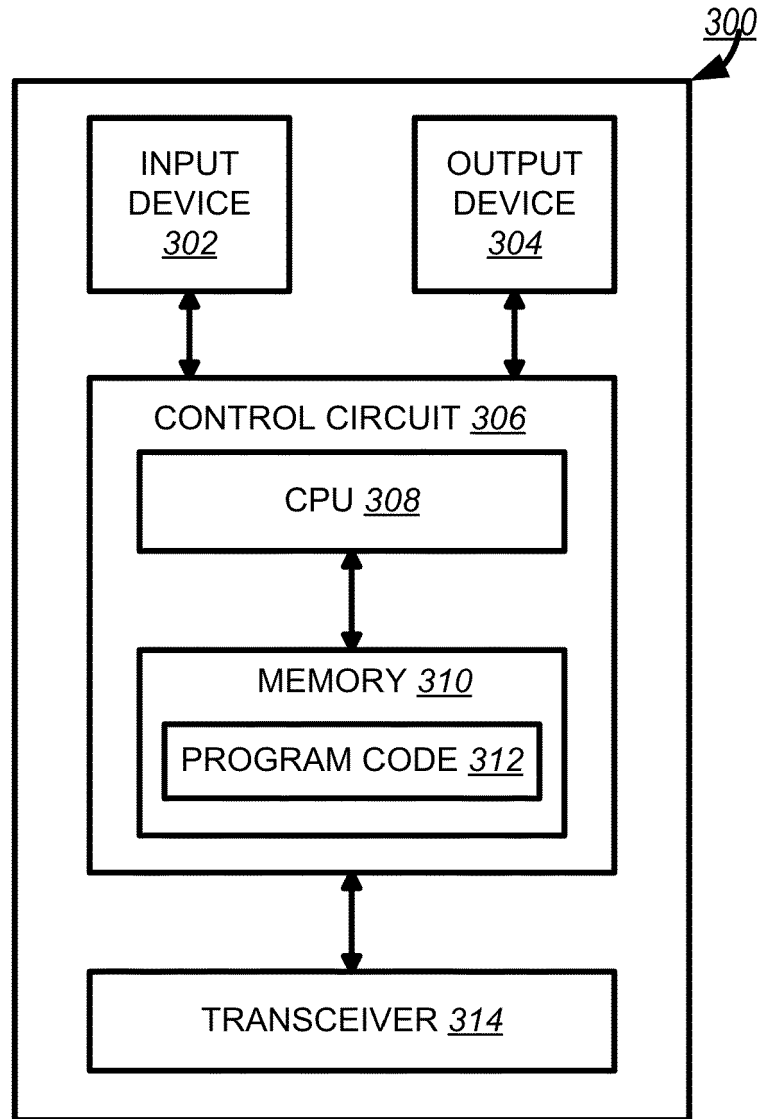 300
INPUT
DEVICE
302
OUTPUT
DEVICE
304
CONTROL CIRCUIT 306
CPU 308
MEMORY 310
PROGRAM CODE 312
TRANSCEIVER 314